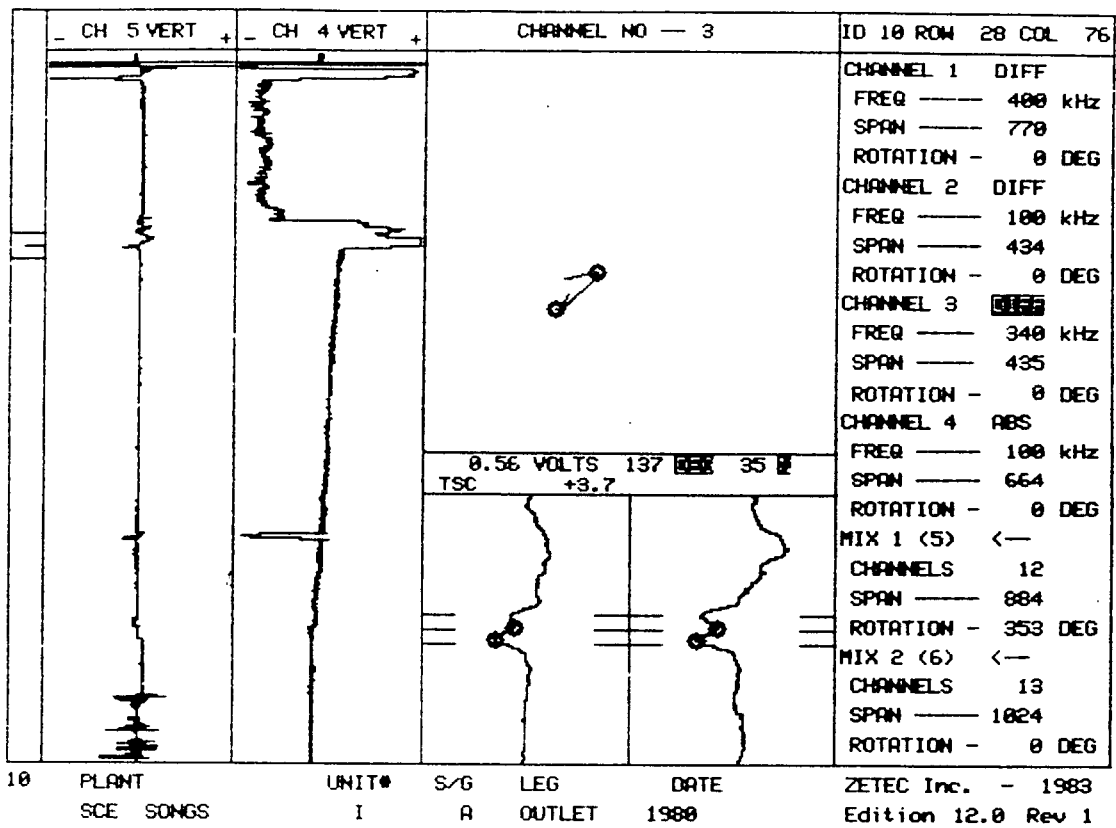 _ CH 5 VERT +
_ CH 4 VERT +
CHANNEL NO — 3
ID 10 ROW 28 COL 76
CHANNEL 1 DIFF
FREQ ----- 400 kHz
SPAN ----- 770
ROTATION - 0 DEG
CHANNEL 2 DIFF
FREQ ----- 100 kHz
SPAN ----- 434
ROTATION - 0 DEG
CHANNEL 3 DIFF
FREQ ----- 340 kHz
SPAN ----- 435
ROTATION - 0 DEG
CHANNEL 4 ABS
FREQ ----- 100 kHz
SPAN ----- 664
ROTATION - 0 DEG
MIX 1 (5) <--
CHANNELS 12
SPAN ----- 884
ROTATION - 353 DEG
MIX 2 (6) <--
CHANNELS 13
SPAN ----- 1024
ROTATION - 0 DEG
0.56 VOLTS 137 DEG 35
TSC +3.7
10 PLANT UNIT# S/G LEG DATE ZETEC Inc. - 1983
SCE SONGS I A OUTLET 1980 Edition 12.0 Rev 1